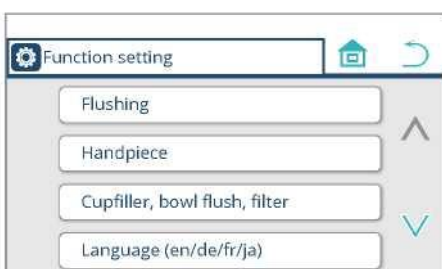 Function setting
Flushing
Handpiece
Cupfiller, bowl flush, filter
Language (en/de/fr/ja)